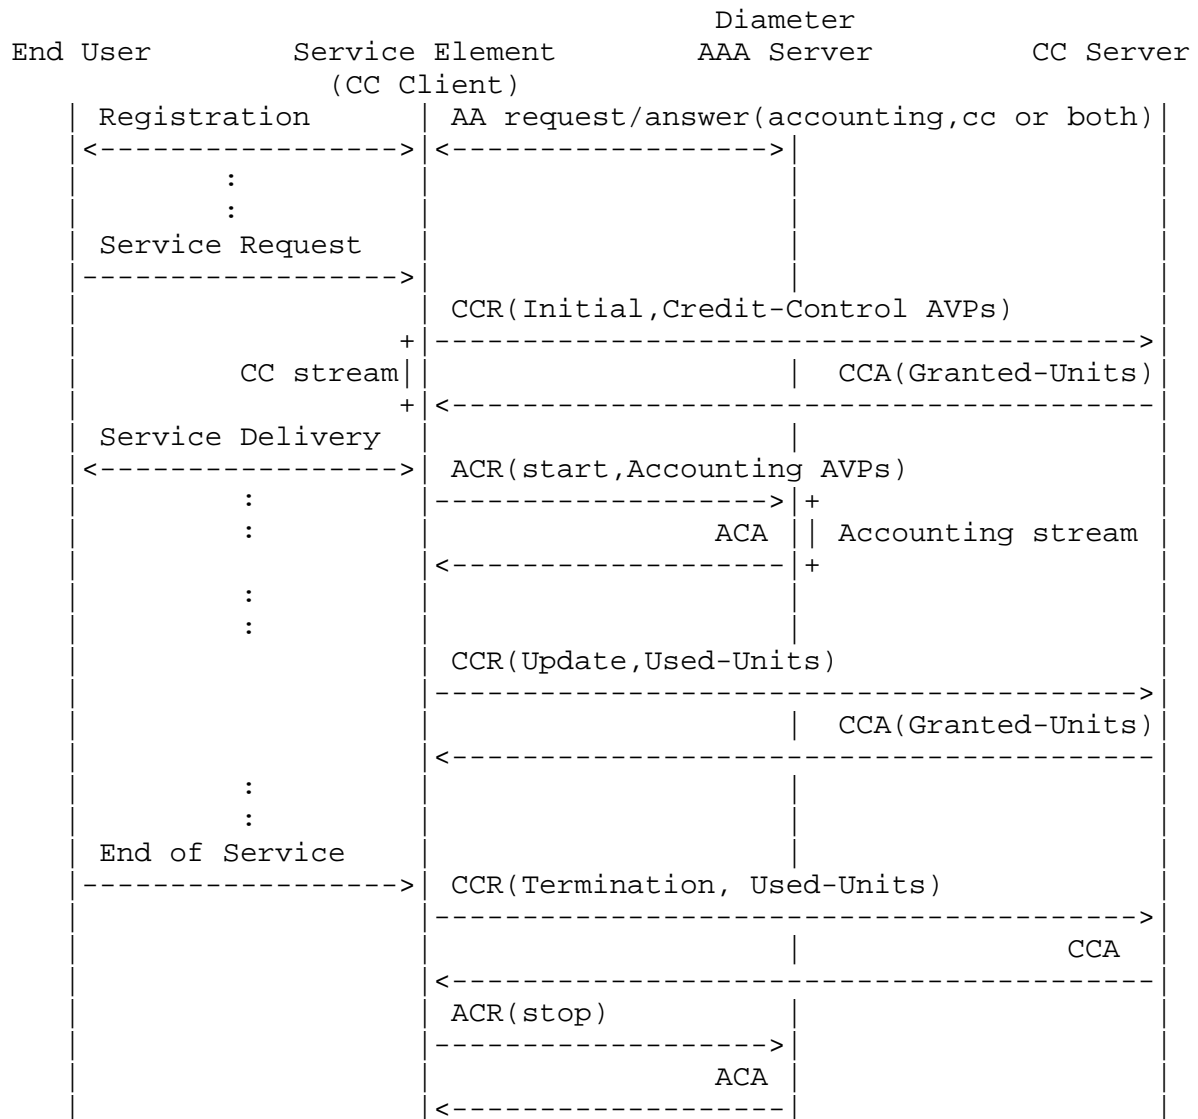 Diameter
End User Service Element AAA Server CC Server
(CC Client)
Registration AA request/answer(accounting,cc or both)
Service Request
CCR(Initial,Credit-Control AVPs)
CC stream CCA(Granted-Units)
Service Delivery
ACR(start,Accounting AVPs)
ACA Accounting stream
CCR(Update,Used-Units)
CCA(Granted-Units)
End of Service
CCR(Termination, Used-Units)
CCA
ACR(stop)
ACA